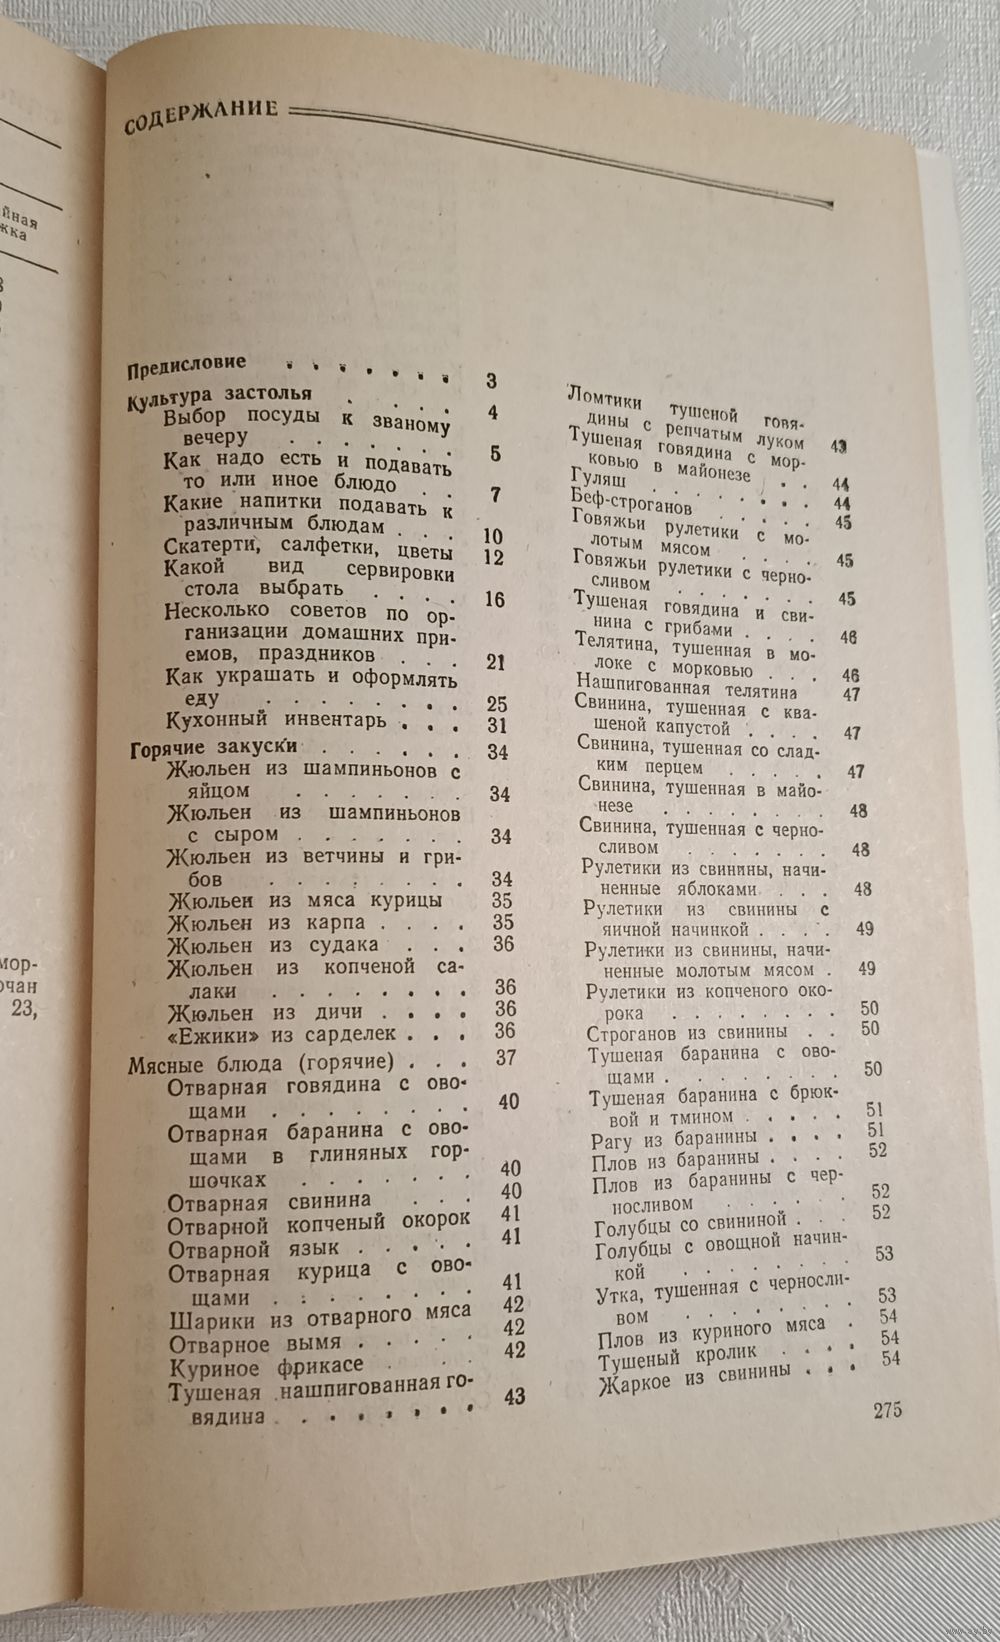 СОДЕРЖАНИЕ
Предисловие . . . . . . . 3
Культура застолья . . . . 4
Выбор посуды к званому
вечеру . . . . . . 5
Как надо есть и подавать
то или иное блюдо . . 7
Какие напитки подавать к
различным блюдам . . . 10
Скатерти, салфетки, цветы 12
Какой вид сервировки
стола выбрать . . . . 16
Несколько советов по ор-
ганизации домашних при-
емов, праздников . . . 21
Как украшать и оформлять
еду . . . . . . . . 25
Кухонный инвентарь . . . 31
Горячие закуски . . . . . . 34
Жюльен из шампиньонов с
яйцом . . . . . . . 34
Жюльен из шампиньонов
с сыром . . . . . . . 34
Жюльен из ветчины и гри-
бов . . . . . . . . 34
Жюльен из мяса курицы 35
Жюльен из карпа . . . . 35
Жюльен из судака . . . 36
Жюльен из копченой са-
лаки . . . . . . . . 36
Жюльен из дичи . . . . 36
«Ежики» из сарделек . . . 36
Мясные блюда (горячие) . . . 37
Отварная говядина с ово-
щами . . . . . . . . 40
Отварная баранина с ово-
щами в глиняных гор-
шочках . . . . . . . 40
Отварная свинина . . . 40
Отварной копченый окорок 41
Отварной язык . . . . . 41
Отварная курица с ово-
щами . . . . . . . 41
Шарики из отварного мяса 42
Отварное вымя . . . . . 42
Куриное фрикасе . . . 42
Тушеная нашпигованная го-
вядина . . . . . . . 43
Ломтики тушеной говя-
дины с репчатым луком 43
Тушеная говядина с мор-
ковью в майонезе . . 44
Гуляш . . . . . . . 44
Беф-строганов . . . . . 45
Говяжьи рулетики с мо-
лотым мясом . . . . 45
Говяжьи рулетики с черно-
сливом . . . . . . . 45
Тушеная говядина и сви-
нина с грибами . . . . 46
Телятина, тушенная в мо-
локе с морковью . . . 46
Нашпигованная телятина 47
Свинина, тушенная с ква-
шеной капустой . . . . 47
Свинина, тушенная со слад-
ким перцем . . . . . 47
Свинина, тушенная в майо-
незе . . . . . . . . 48
Свинина, тушенная с черно-
сливом . . . . . . . 48
Рулетики из свинины, начи-
ненные яблоками . . . 48
Рулетики из свинины с
яичной начинкой . . . . 49
Рулетики из свинины, начи-
ненные молотым мясом . 49
Рулетики из копченого око-
рока . . . . . . . 50
Строганов из свинины . . 50
Тушеная баранина с ово-
щами . . . . . . . . 50
Тушеная баранина с брюк-
вой и тмином . . . . . 51
Рагу из баранины . . . . 51
Плов из баранины . . . . 52
Плов из баранины с чер-
носливом . . . . . 52
Голубцы со свининой . . . 52
Голубцы с овощной начин-
кой . . . . . . . 53
Утка, тушенная с черносли-
вом . . . . . . . 53
Плов из куриного мяса . 54
Тушеный кролик . . . . 54
Жаркое из свинины . . . 54
275
йная
жка
мор-
очан
23,
www.ay.by